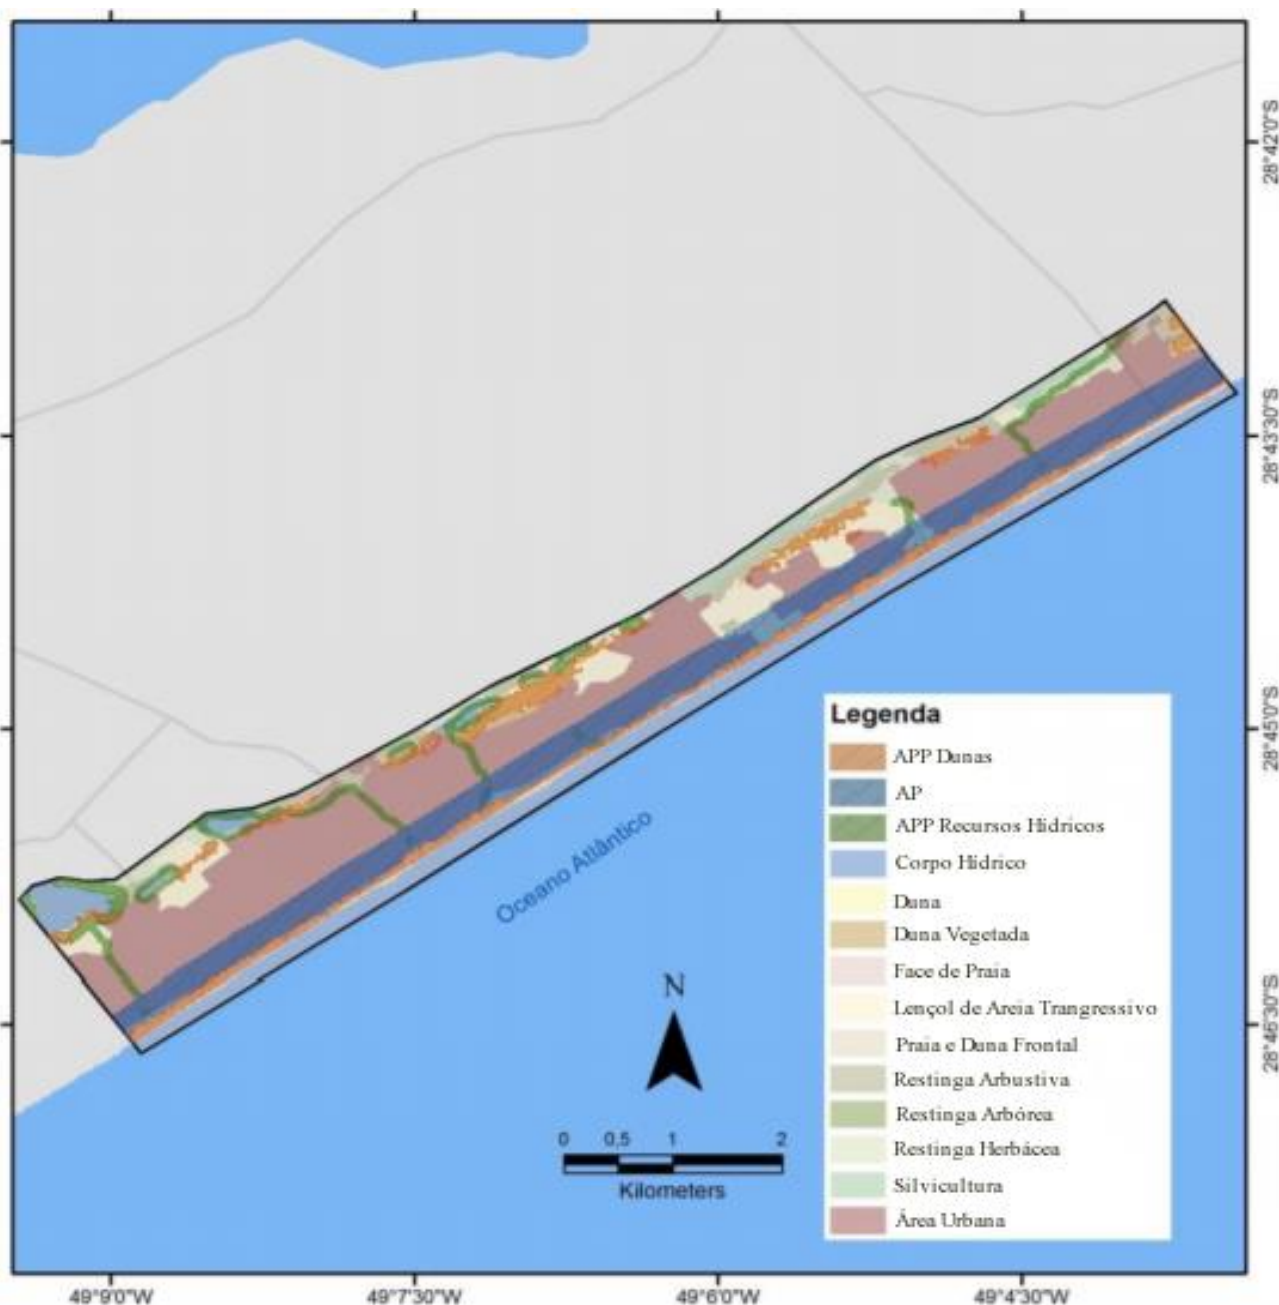 28°42'0"S
28°43'30"S
28°45'0"S
28°46'30"S
Oceano Atlântico
N
0 0,5 1 2
Kilometers
Legenda
APP Dunas
AP
APP Recursos Hídricos
Corpo Hídrico
Duna
Duna Vegetada
Face de Praia
Lençol de Areia Trangressivo
Praia e Duna Frontal
Restinga Arbustiva
Restinga Arbórea
Restinga Herbácea
Silvicultura
Área Urbana
49°9'0"W 49°7'30"W 49°6'0"W 49°4'30"W